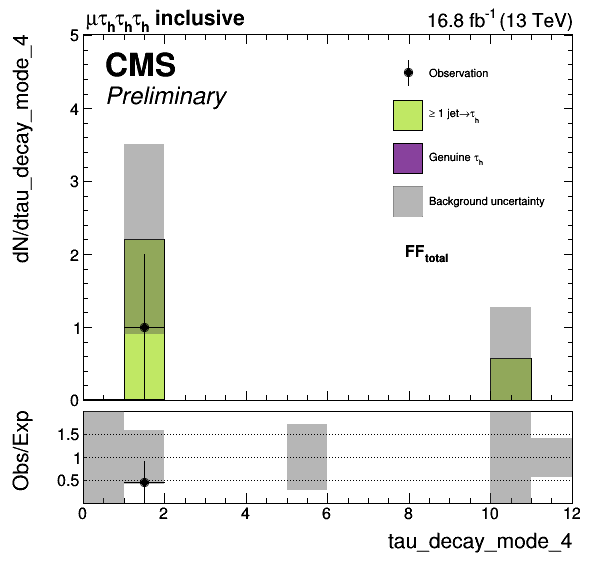 μτhτhτh inclusive
16.8 fb-1 (13 TeV)
CMS
Preliminary
Observation
≥ 1 jet→τh
Genuine τh
Background uncertainty
FFtotal
dN/dtau_decay_mode_4
5
4
3
2
1
0
Obs/Exp
1.5
1
0.5
0 2 4 6 8 10 12
tau_decay_mode_4